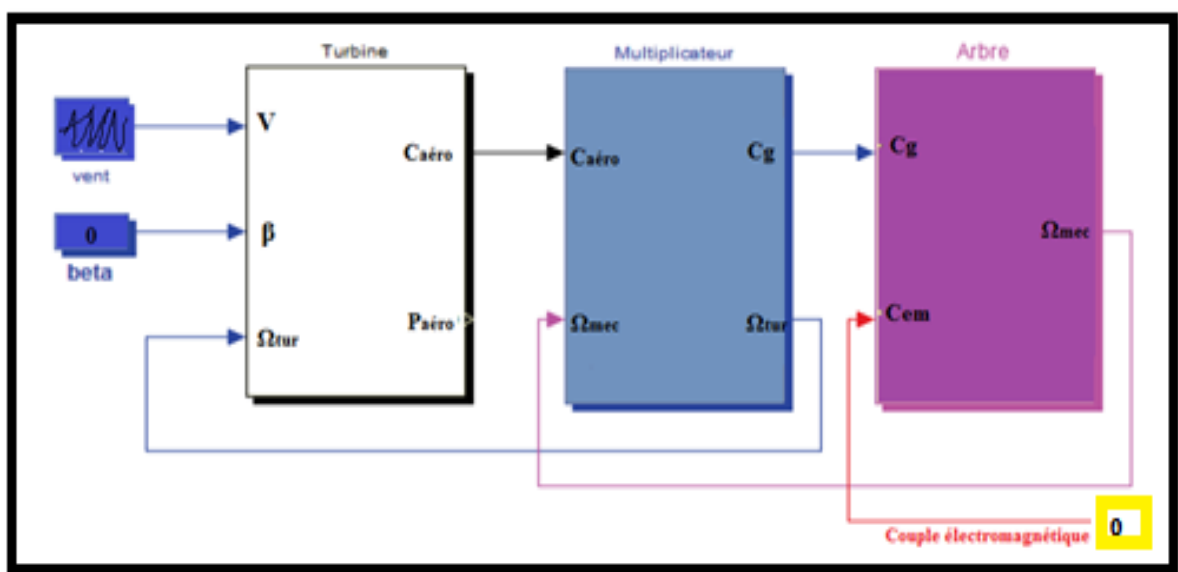 Turbine
Multiplicateur
Arbre
vent
0
beta
V
β
Ωtur
Caéro
Paéro
Caéro
Ωmec
Cg
Ωtur
Cg
Cem
Ωmec
Couple électromagnétique
0